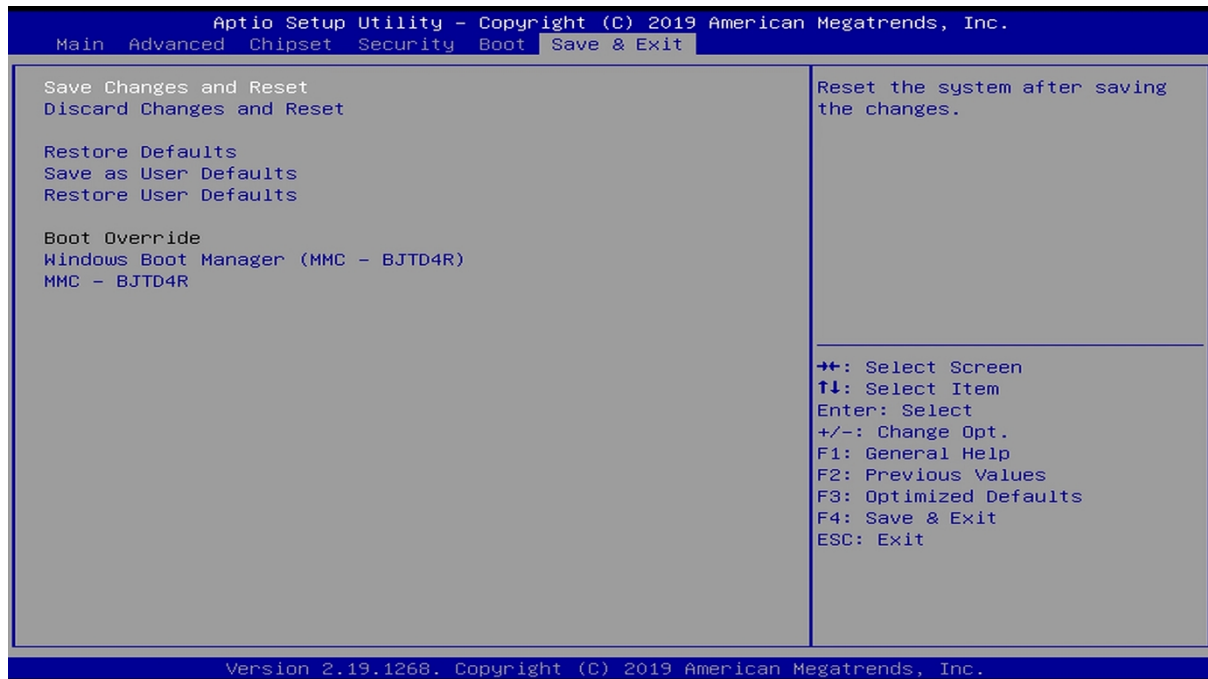 Aptio Setup Utility – Copyright (C) 2019 American Megatrends, Inc.
Main Advanced Chipset Security Boot Save & Exit
Save Changes and Reset
Discard Changes and Reset
Restore Defaults
Save as User Defaults
Restore User Defaults
Boot Override
Windows Boot Manager (MMC – BJTD4R)
MMC – BJTD4R
Reset the system after saving
the changes.
→←: Select Screen
↑↓: Select Item
Enter: Select
+/-: Change Opt.
F1: General Help
F2: Previous Values
F3: Optimized Defaults
F4: Save & Exit
ESC: Exit
Version 2.19.1268. Copyright (C) 2019 American Megatrends, Inc.